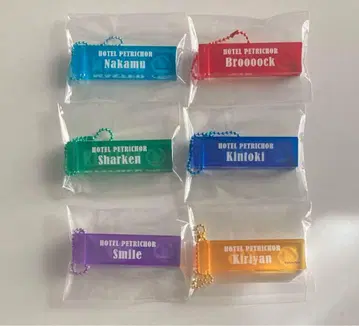 HOTEL PETRICHOR
Nakamu
HOTEL PETRICHOR
Broooock
HOTEL PETRICHOR
Sharken
HOTEL PETRICHOR
Kintoki
HOTEL PETRICHOR
Smile
HOTEL PETRICHOR
Kiriyan